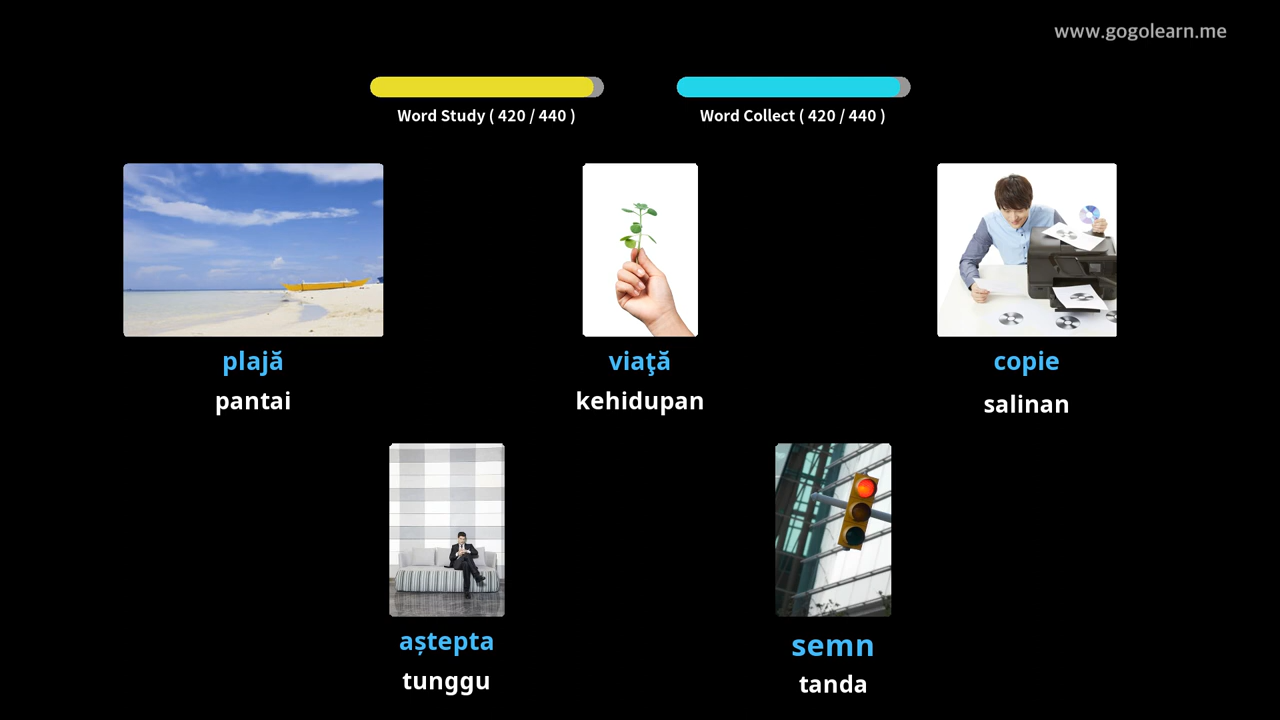 www.gogolearn.me
Word Study ( 420 / 440 )
Word Collect ( 420 / 440 )
plajă
viaţă
copie
pantai
kehidupan
salinan
aștepta
semn
tunggu
tanda